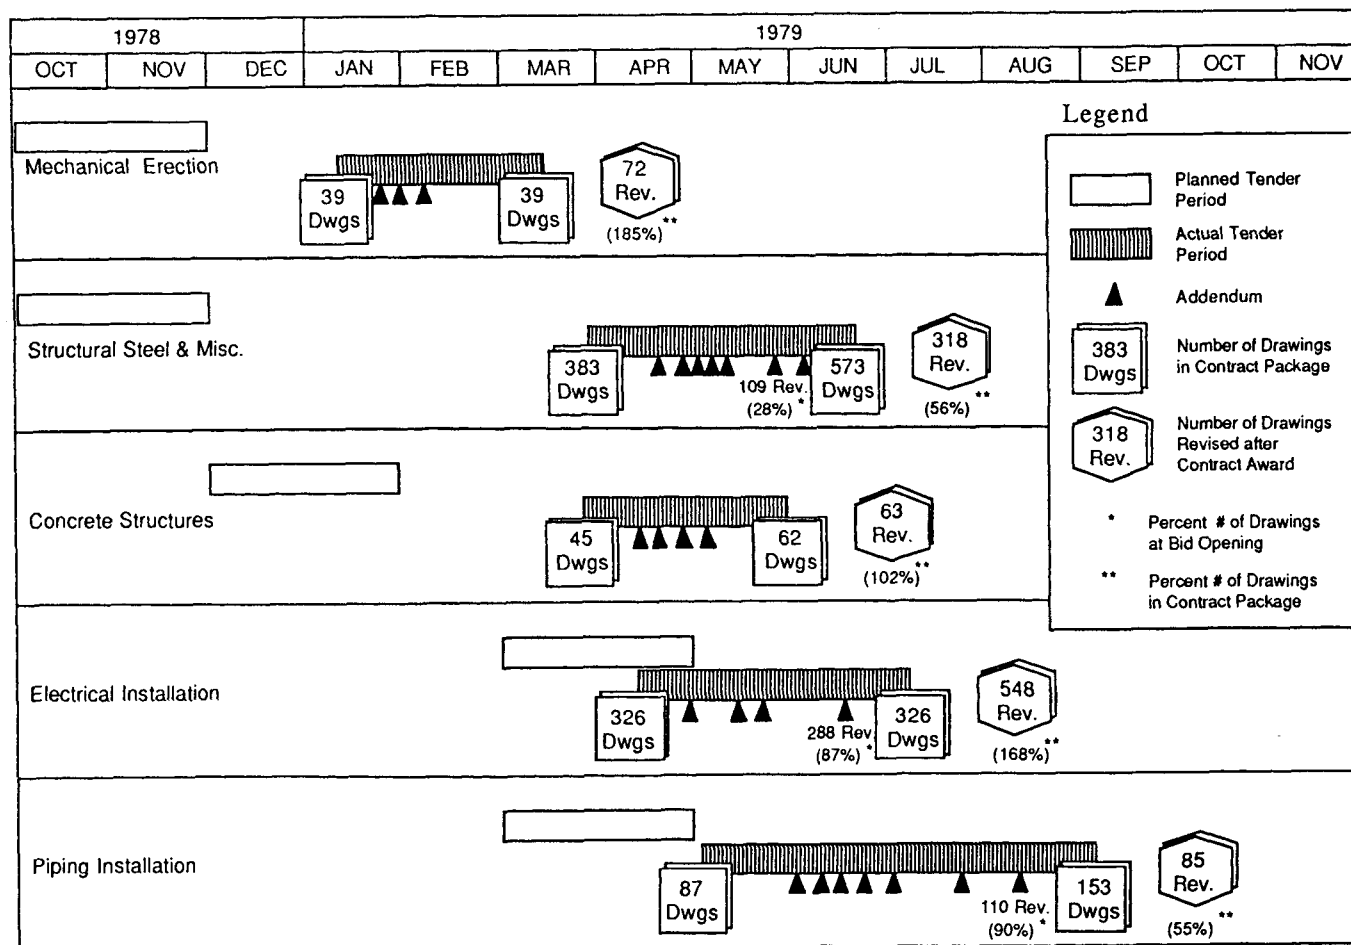 1978
1979
OCT NOV DEC JAN FEB MAR APR MAY JUN JUL AUG SEP OCT NOV
Legend
Planned Tender
Period
Actual Tender
Period
Addendum
383
Dwgs
Number of Drawings
in Contract Package
318
Rev.
Number of Drawings
Revised after
Contract Award
* Percent # of Drawings
at Bid Opening
** Percent # of Drawings
in Contract Package
Mechanical Erection
39
Dwgs
39
Dwgs
72
Rev.
(185%) **
Structural Steel & Misc.
383
Dwgs
109 Rev.
(28%) *
573
Dwgs
318
Rev.
(56%) **
Concrete Structures
45
Dwgs
62
Dwgs
63
Rev.
(102%) **
Electrical Installation
326
Dwgs
288 Rev
(87%) *
326
Dwgs
548
Rev.
(168%) **
Piping Installation
87
Dwgs
110 Rev.
(90%) *
153
Dwgs
85
Rev.
(55%) **